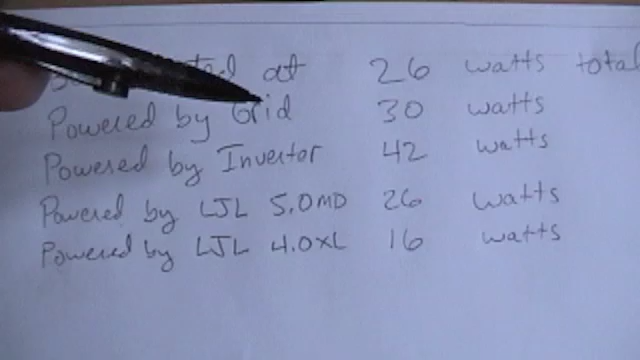 at 26 watts total
Powered by Grid 30 watts
Powered by Invertor 42 watts
Powered by LJL 5.0MD 26 watts
Powered by LJL 4.0XL 16 watts